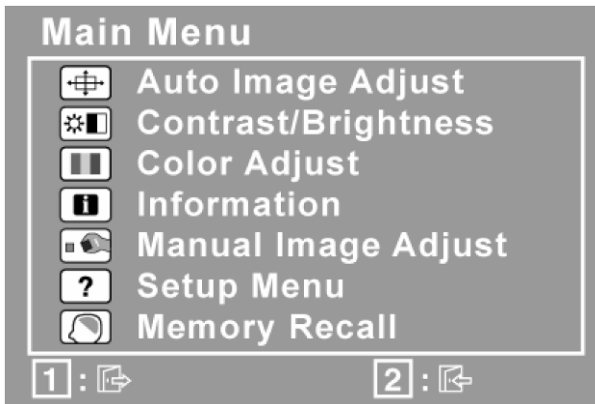 Main Menu
Auto Image Adjust
Contrast/Brightness
Color Adjust
i Information
Manual Image Adjust
? Setup Menu
Memory Recall
1 : 2 :